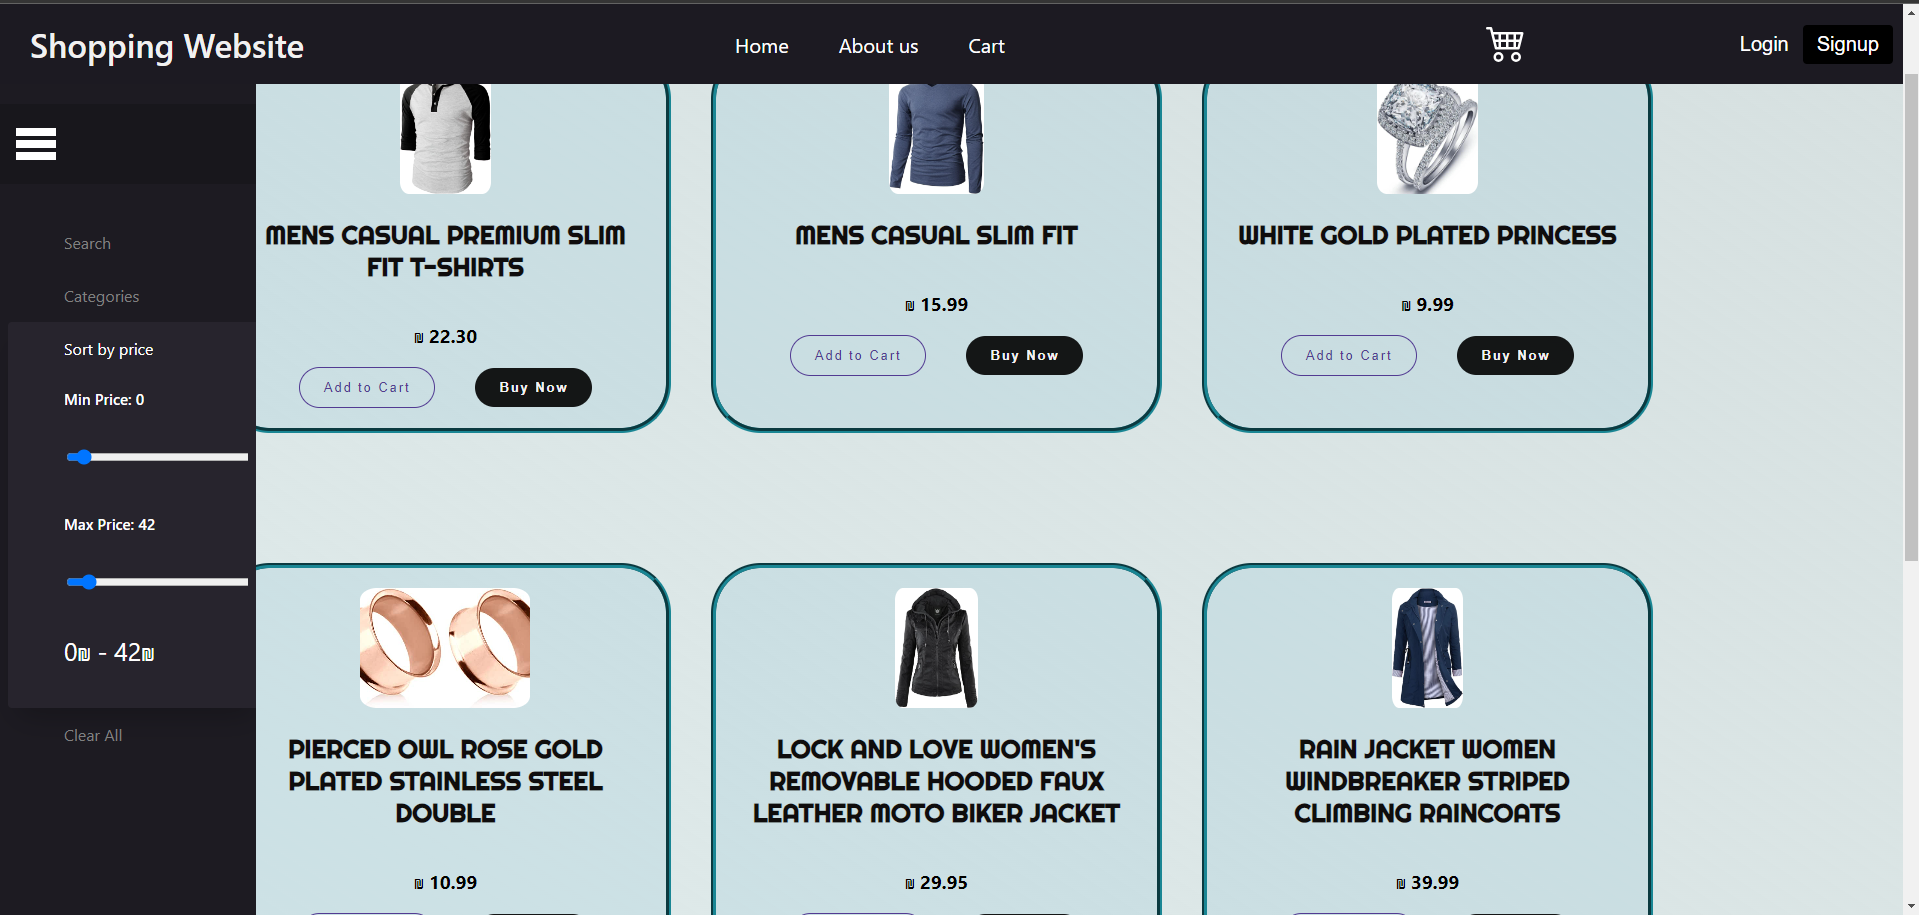 Shopping Website
Home
About us
Cart
Login
Signup
Search
Categories
Sort by price
Min Price: 0
Max Price: 42
0₪ - 42₪
Clear All
MENS CASUAL PREMIUM SLIM
FIT T-SHIRTS
₪ 22.30
Add to Cart
Buy Now
MENS CASUAL SLIM FIT
₪ 15.99
Add to Cart
Buy Now
WHITE GOLD PLATED PRINCESS
₪ 9.99
Add to Cart
Buy Now
PIERCED OWL ROSE GOLD
PLATED STAINLESS STEEL
DOUBLE
₪ 10.99
LOCK AND LOVE WOMEN'S
REMOVABLE HOODED FAUX
LEATHER MOTO BIKER JACKET
₪ 29.95
RAIN JACKET WOMEN
WINDBREAKER STRIPED
CLIMBING RAINCOATS
₪ 39.99